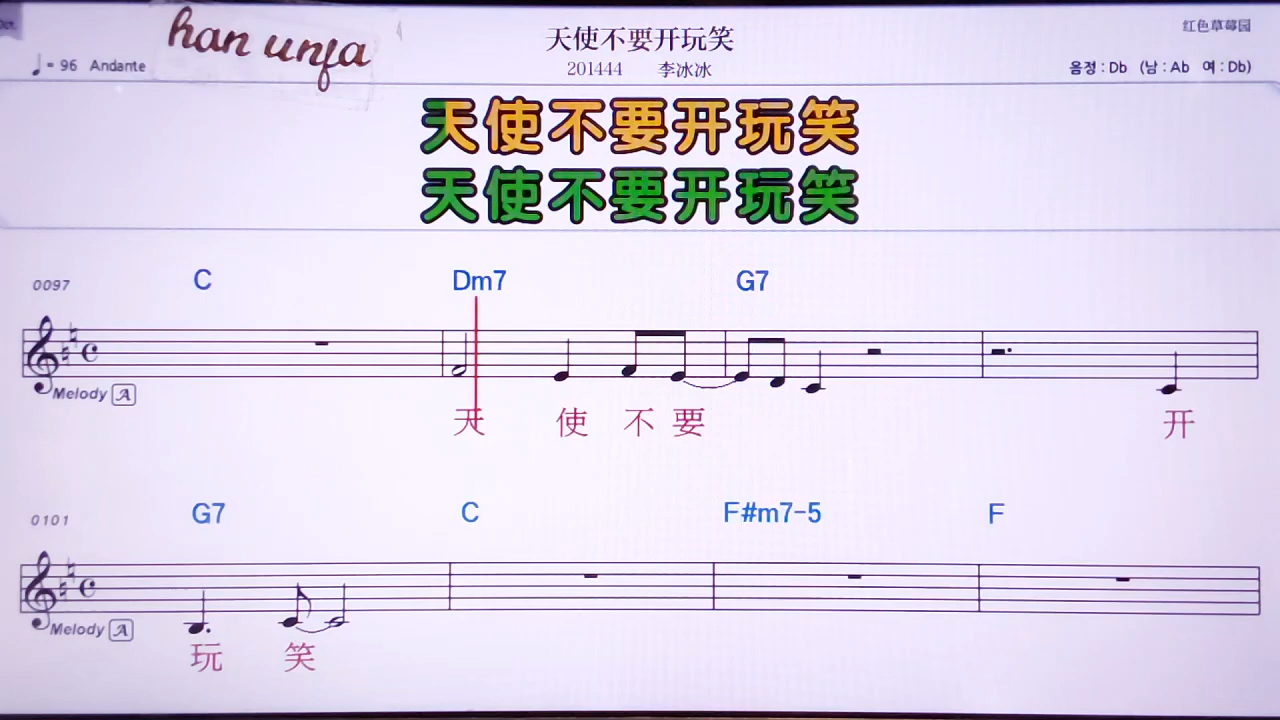 han unfa
天使不要开玩笑
红色草莓园
♩= 96 Andante
201444 李冰冰
음정 : Db (남 : Ab 여 : Db)
天使不要开玩笑
天使不要开玩笑
0097 C Dm7 G7
Melody A
天 使 不 要 开
0101 G7 C F#m7-5 F
Melody A
玩 笑